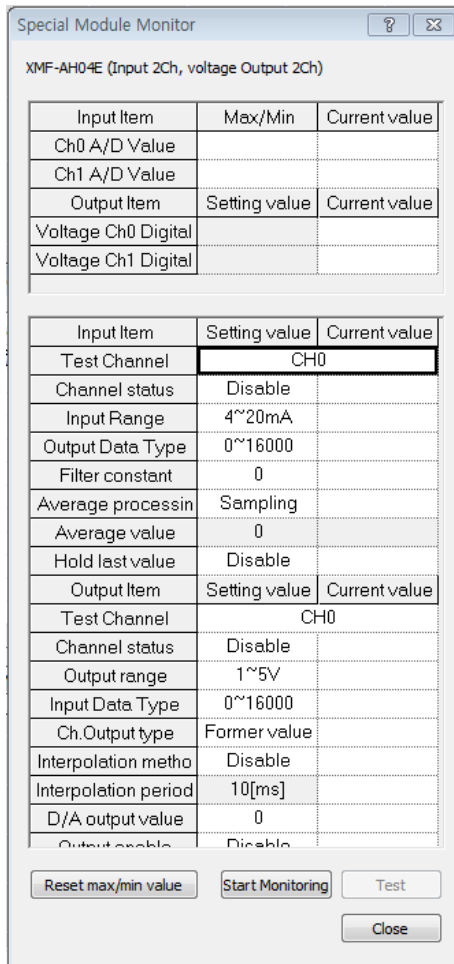 Special Module Monitor
XMF-AH04E (Input 2Ch, voltage Output 2Ch)
Input Item Max/Min Current value
Ch0 A/D Value
Ch1 A/D Value
Output Item Setting value Current value
Voltage Ch0 Digital
Voltage Ch1 Digital
Input Item Setting value Current value
Test Channel CH0
Channel status Disable
Input Range 4~20mA
Output Data Type 0~16000
Filter constant 0
Average processin Sampling
Average value 0
Hold last value Disable
Output Item Setting value Current value
Test Channel CH0
Channel status Disable
Output range 1~5V
Input Data Type 0~16000
Ch.Output type Former value
Interpolation metho Disable
Interpolation period 10[ms]
D/A output value 0
Output enable Disable
Reset max/min value Start Monitoring Test
Close